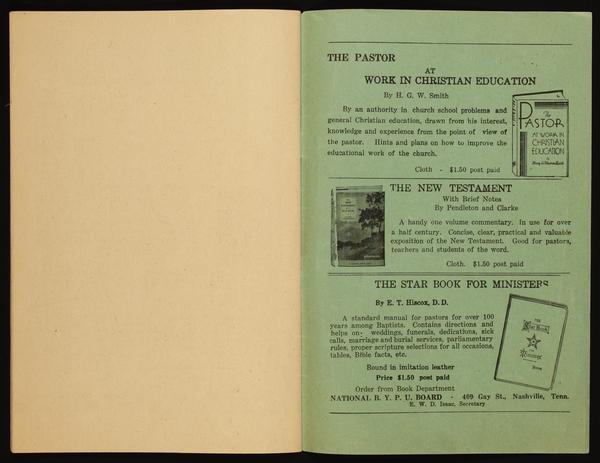 THE PASTOR
AT
WORK IN CHRISTIAN EDUCATION
By H. G. W. Smith
By an authority in church school problems and
general Christian education, drawn from his interest,
knowledge and experience from the point of view of
the pastor. Hints and plans on how to improve the
educational work of the church.
Cloth - $1.50 post paid
The
PASTOR
AT WORK IN
CHRISTIAN
EDUCATION
THE NEW TESTAMENT
With Brief Notes
By Pendleton and Clarke
A handy one volume commentary. In use for over
a half century. Concise, clear, practical and valuable
exposition of the New Testament. Good for pastors,
teachers and students of the word.
Cloth. $1.50 post paid
THE STAR BOOK FOR MINISTERS
By E. T. Hiscox, D. D.
A standard manual for pastors for over 100
years among Baptists. Contains directions and
helps on: weddings, funerals, dedications, sick
calls, marriage and burial services, parliamentary
rules, proper scripture selections for all occasions,
tables, Bible facts, etc.
Bound in imitation leather
Price $1.50 post paid
THE
Star Book
Order from Book Department
NATIONAL B. Y. P. U. BOARD - 409 Gay St., Nashville, Tenn.
E. W. D. Isaac, Secretary